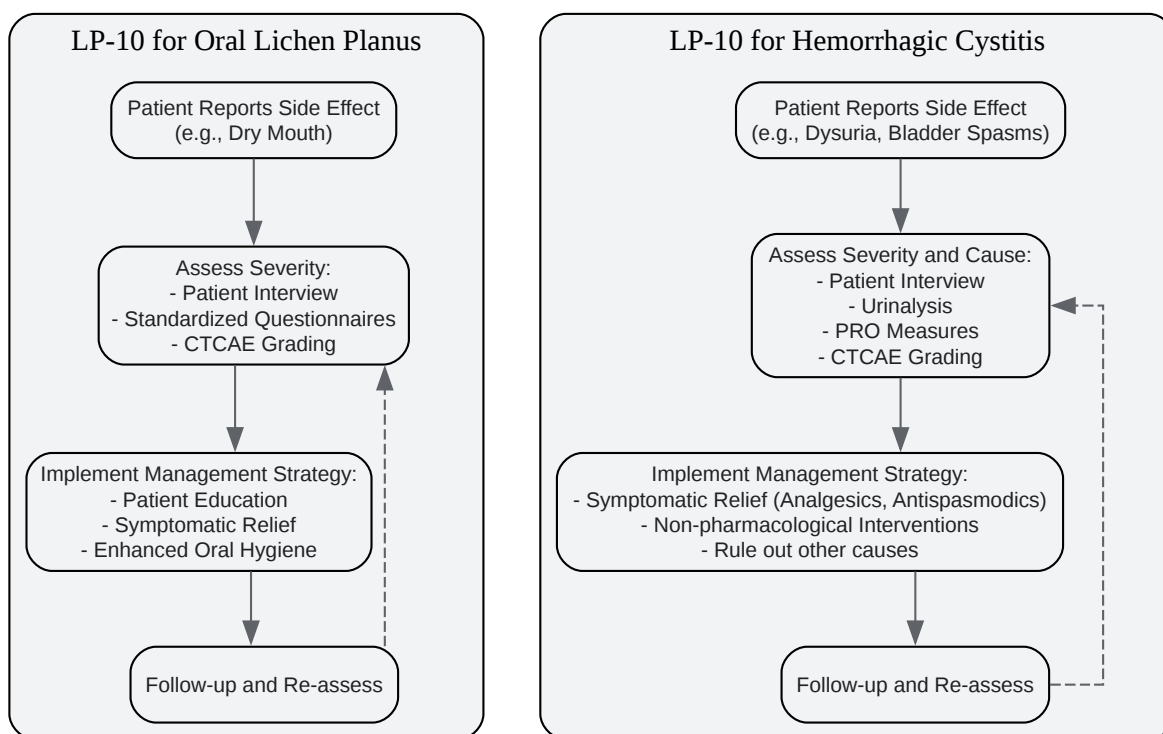 LP-10 for Oral Lichen Planus
Patient Reports Side Effect
(e.g., Dry Mouth)
Assess Severity:
- Patient Interview
- Standardized Questionnaires
- CTCAE Grading
Implement Management Strategy:
- Patient Education
- Symptomatic Relief
- Enhanced Oral Hygiene
Follow-up and Re-assess
LP-10 for Hemorrhagic Cystitis
Patient Reports Side Effect
(e.g., Dysuria, Bladder Spasms)
Assess Severity and Cause:
- Patient Interview
- Urinalysis
- PRO Measures
- CTCAE Grading
Implement Management Strategy:
- Symptomatic Relief (Analgesics, Antispasmodics)
- Non-pharmacological Interventions
- Rule out other causes
Follow-up and Re-assess